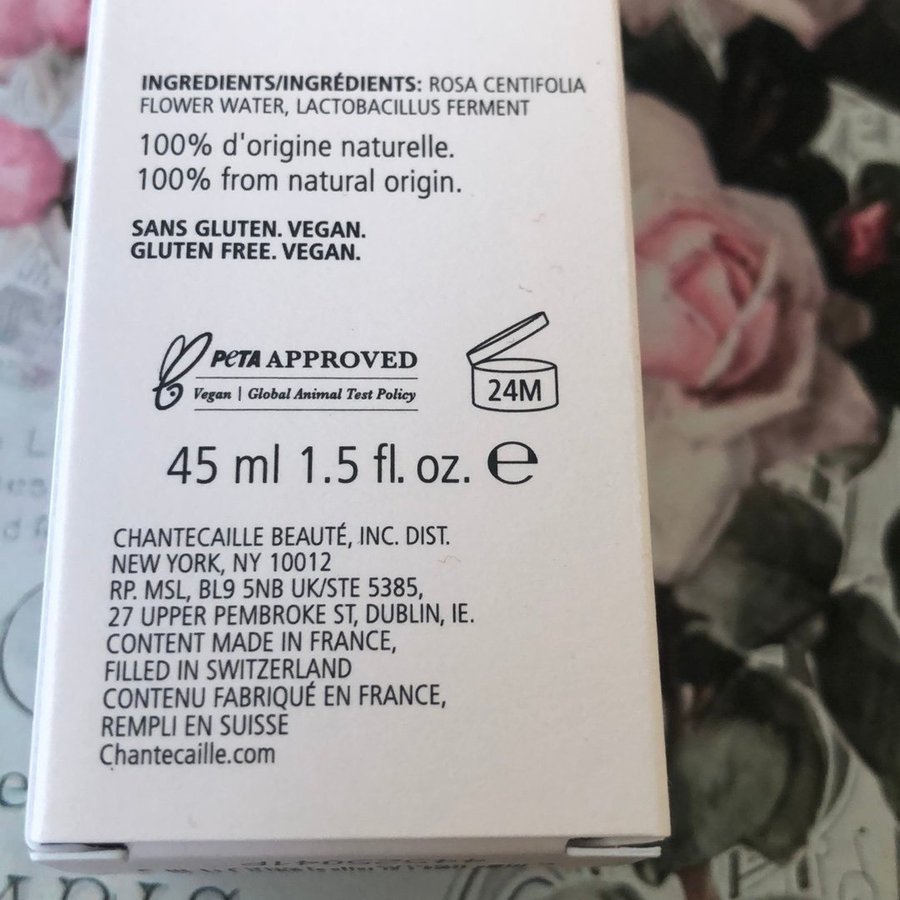 INGREDIENTS/INGRÉDIENTS: ROSA CENTIFOLIA
FLOWER WATER, LACTOBACILLUS FERMENT
100% d'origine naturelle.
100% from natural origin.
SANS GLUTEN. VEGAN.
GLUTEN FREE. VEGAN.
PETA APPROVED
Vegan | Global Animal Test Policy
24M
45 ml 1.5 fl. oz. ℮
CHANTECAILLE BEAUTÉ, INC. DIST.
NEW YORK, NY 10012
RP. MSL, BL9 5NB UK/STE 5385,
27 UPPER PEMBROKE ST, DUBLIN, IE.
CONTENT MADE IN FRANCE,
FILLED IN SWITZERLAND
CONTENU FABRIQUÉ EN FRANCE,
REMPLI EN SUISSE
Chantecaille.com